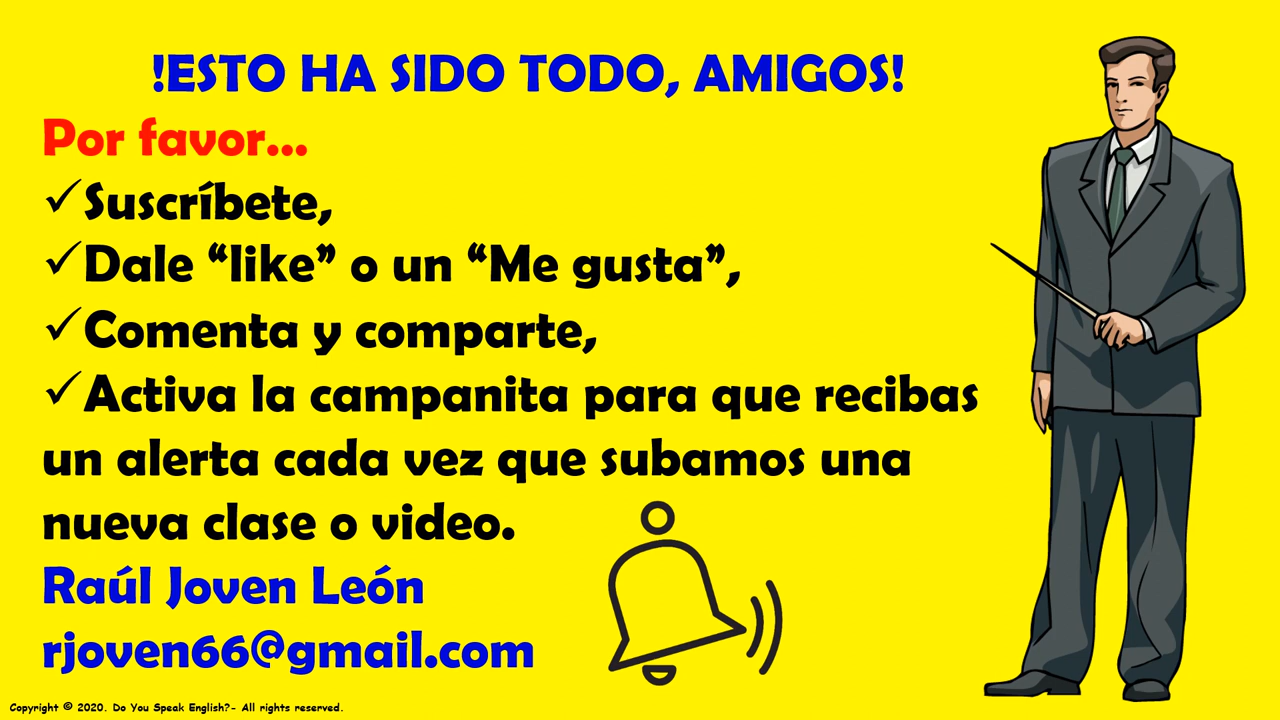 !ESTO HA SIDO TODO, AMIGOS!
Por favor...
✓Suscríbete,
✓Dale “like” o un “Me gusta”,
✓Comenta y comparte,
✓Activa la campanita para que recibas
un alerta cada vez que subamos una
nueva clase o video.
Raúl Joven León
rjoven66@gmail.com
Copyright © 2020. Do You Speak English?- All rights reserved.